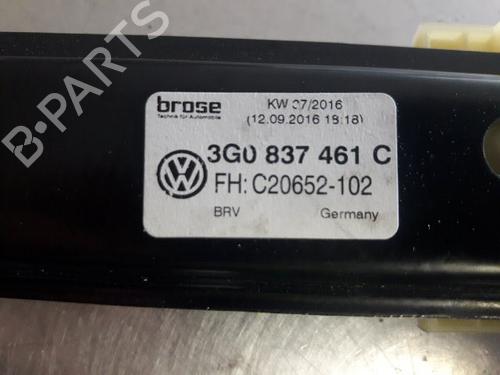 brose
Technik für Automobile
KW 37/2016
(12.09.2016 18:18)
3G0 837 461 C
FH: C20652-102
BRV
Germany
B-PARTS